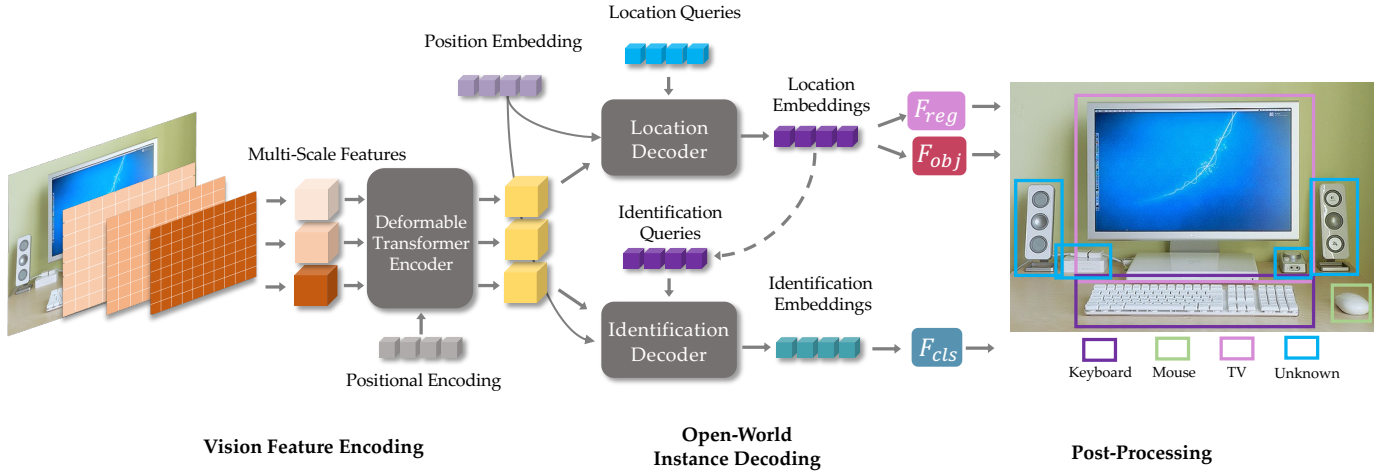 Location Queries
Position Embedding
Location
Embeddings
F_reg
Location
Decoder
F_obj
Multi-Scale Features
Deformable
Transformer
Encoder
Identification
Queries
Identification
Embeddings
Identification
Decoder
F_cls
Positional Encoding
Keyboard
Mouse
TV
Unknown
Vision Feature Encoding
Open-World
Instance Decoding
Post-Processing